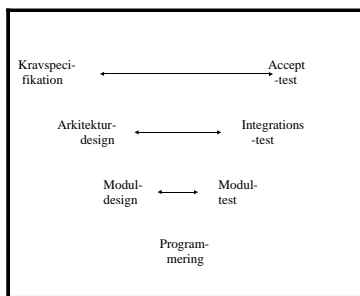 Kravspeci-
fikation
Accept
-test
Arkitektur-
design
Integrations
-test
Modul-
design
Modul-
test
Program-
mering